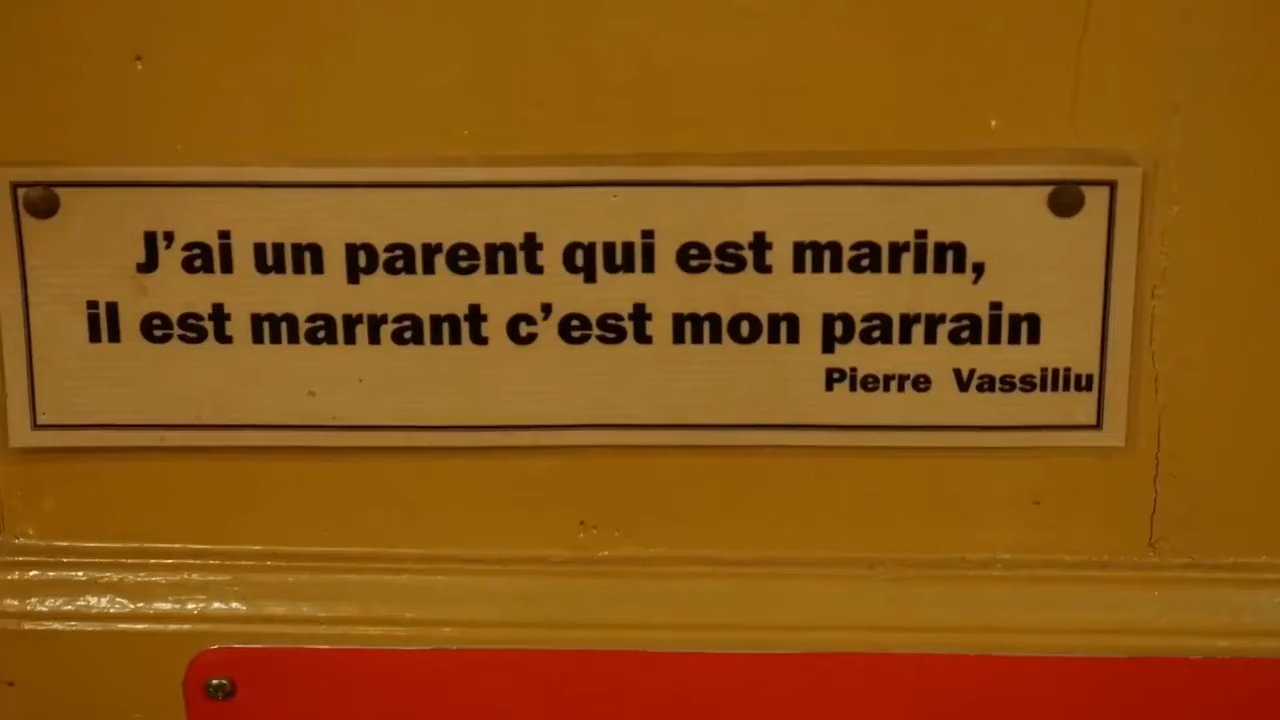 J’ai un parent qui est marin,
il est marrant c’est mon parrain
Pierre Vassiliu